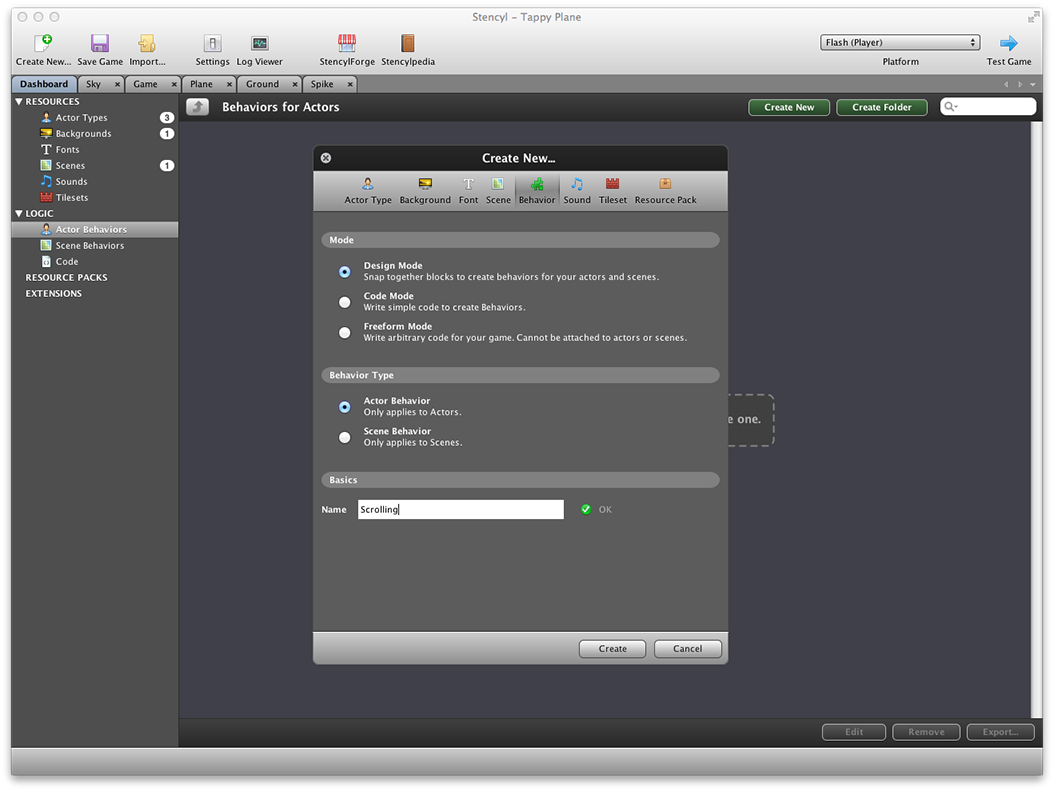 Stencyl – Tappy Plane
Create New... Save Game Import... Settings Log Viewer StencylForge Stencylpedia
Flash (Player)
Platform
Test Game
Dashboard Sky Game Plane Ground Spike
RESOURCES
Actor Types 3
Backgrounds 1
Fonts
Scenes 1
Sounds
Tilesets
LOGIC
Actor Behaviors
Scene Behaviors
Code
RESOURCE PACKS
EXTENSIONS
Behaviors for Actors
Create New Create Folder
Create New...
Actor Type Background Font Scene Behavior Sound Tileset Resource Pack
Mode
Design Mode
Snap together blocks to create behaviors for your actors and scenes.
Code Mode
Write simple code to create Behaviors.
Freeform Mode
Write arbitrary code for your game. Cannot be attached to actors or scenes.
Behavior Type
Actor Behavior
Only applies to Actors.
Scene Behavior
Only applies to Scenes.
Basics
Name Scrolling OK
Create Cancel
e one.
Edit Remove Export...